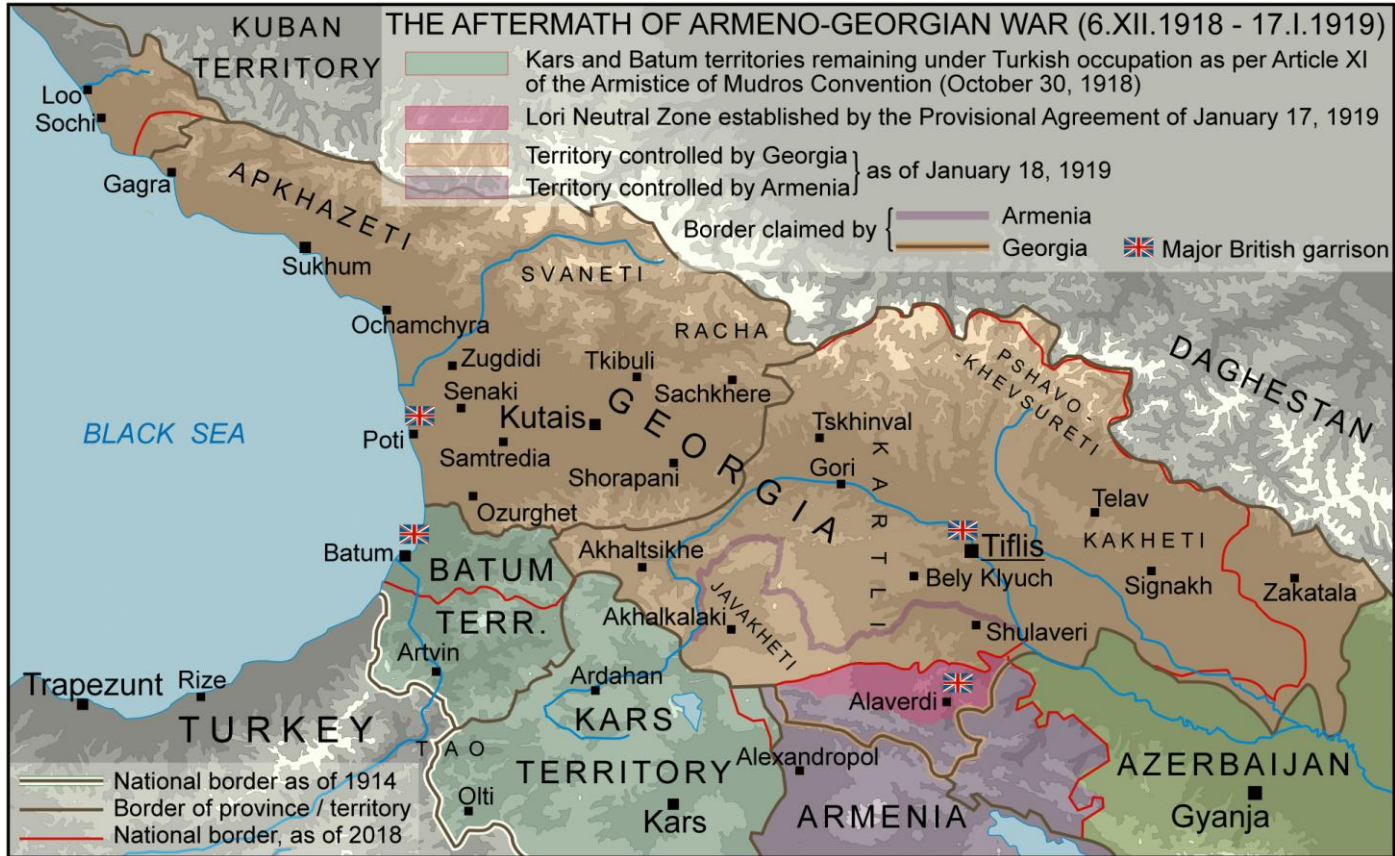 THE AFTERMATH OF ARMENO-GEORGIAN WAR (6.XII.1918 - 17.I.1919)
Kars and Batum territories remaining under Turkish occupation as per Article XI
of the Armistice of Mudros Convention (October 30, 1918)
Lori Neutral Zone established by the Provisional Agreement of January 17, 1919
Territory controlled by Georgia
Territory controlled by Armenia
as of January 18, 1919
Border claimed by
Armenia
Georgia
Major British garrison
KUBAN
TERRITORY
Loo
Sochi
Gagra
APKHAZETI
Sukhum
SVANETI
Ochamchyra
RACHA
Zugdidi
Tkibuli
Senaki
Sachkhere
Kutais
GEORGIA
Poti
BLACK SEA
Samtredia
Shorapani
Ozurghet
PSHAVO-
-KHEVSURETI
DAGHESTAN
Tskhinval
KARTLI
Gori
Telav
Tiflis
KAKHETI
Batum
BATUM
TERR.
Akhaltsikhe
Bely Klyuch
Signakh
Zakatala
JAVAKHETI
Akhalkalaki
Shulaveri
Artvin
Ardahan
Alaverdi
Trapezunt
Rize
TURKEY
KARS
TERRITORY
TAO
Alexandropol
AZERBAIJAN
Olti
Kars
ARMENIA
Gyanja
National border as of 1914
Border of province / territory
National border, as of 2018